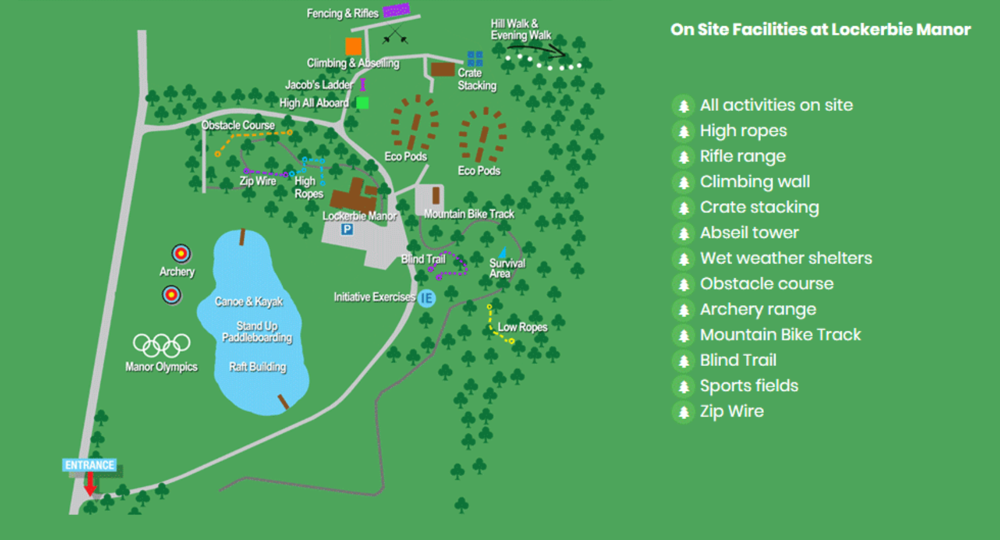 Fencing & Rifles
Hill Walk &
Evening Walk
Climbing & Abseiling
Crate
Stacking
Jacob's Ladder
High All Aboard
Obstacle Course
Eco Pods
Eco Pods
Zip Wire
High
Ropes
Lockerbie Manor
P
Mountain Bike Track
Blind Trail
Survival
Area
Archery
Initiative Exercises
IE
Canoe & Kayak
Stand Up
Paddleboarding
Raft Building
Low Ropes
Manor Olympics
ENTRANCE
On Site Facilities at Lockerbie Manor
All activities on site
High ropes
Rifle range
Climbing wall
Crate stacking
Abseil tower
Wet weather shelters
Obstacle course
Archery range
Mountain Bike Track
Blind Trail
Sports fields
Zip Wire